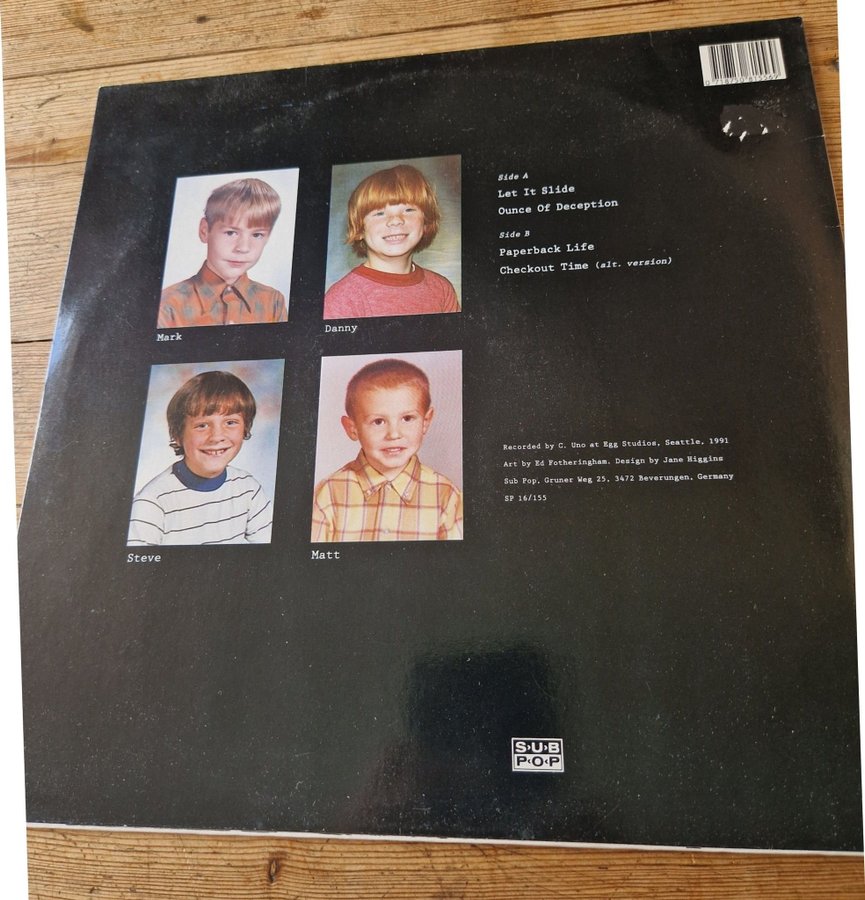 Side A
Let It Slide
Ounce Of Deception
Side B
Paperback Life
Checkout Time (alt. version)
Mark
Danny
Steve
Matt
Recorded by C. Uno at Egg Studios, Seattle, 1991
Art by Ed Fotheringham. Design by Jane Higgins
Sub Pop, Gruner Weg 25, 3472 Beverungen, Germany
SP 16/155
SUB
POP